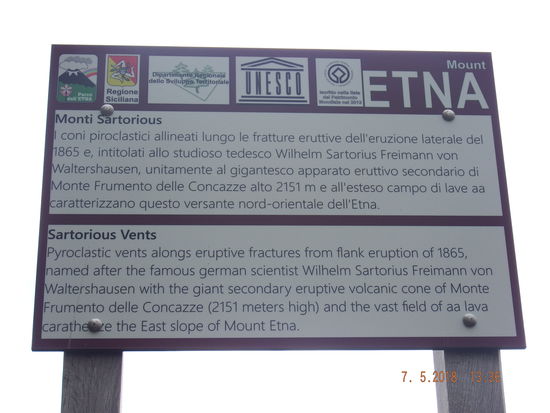 Parco
dell'ETNA
Regione
Siciliana
Dipartimento Regionale
dello Sviluppo Territoriale
UNESCO
Iscritto nella lista
del Patrimonio
Mondiale nel 2013
Mount
ETNA
Monti Sartorious
I coni piroclastici allineati lungo le fratture eruttive dell'eruzione laterale del
1865 e, intitolati allo studioso tedesco Wilhelm Sartorius Freimann von
Waltershausen, unitamente al gigantesco apparato eruttivo secondario di
Monte Frumento delle Concazze alto 2151 m e all'esteso campo di lave aa
caratterizzano questo versante nord-orientale dell'Etna.
Sartorious Vents
Pyroclastic vents alongs eruptive fractures from flank eruption of 1865,
named after the famous german scientist Wilhelm Sartorius Freimann von
Waltershausen with the giant secondary eruptive volcanic cone of Monte
Frumento delle Concazze (2151 meters high) and the vast field of aa lava
the East slope of Mount Etna.
7. 5.2018 13:36